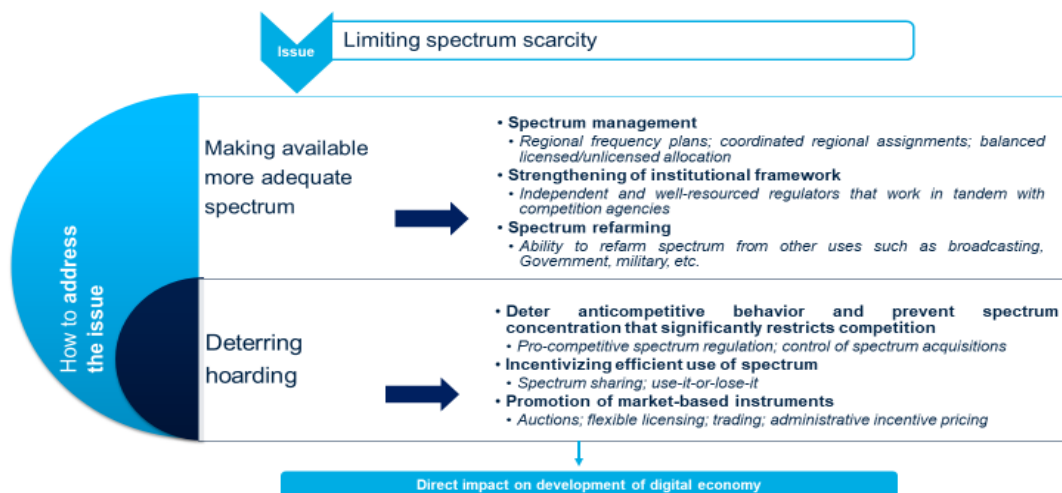 Issue
Limiting spectrum scarcity
How to address
the issue
Making available
more adequate
spectrum
• Spectrum management
• Regional frequency plans; coordinated regional assignments; balanced
licensed/unlicensed allocation
• Strengthening of institutional framework
• Independent and well-resourced regulators that work in tandem with
competition agencies
• Spectrum refarming
• Ability to refarm spectrum from other uses such as broadcasting,
Government, military, etc.
Deterring
hoarding
• Deter anticompetitive behavior and prevent spectrum
concentration that significantly restricts competition
• Pro-competitive spectrum regulation; control of spectrum acquisitions
• Incentivizing efficient use of spectrum
• Spectrum sharing; use-it-or-lose-it
• Promotion of market-based instruments
• Auctions; flexible licensing; trading; administrative incentive pricing
Direct impact on development of digital economy